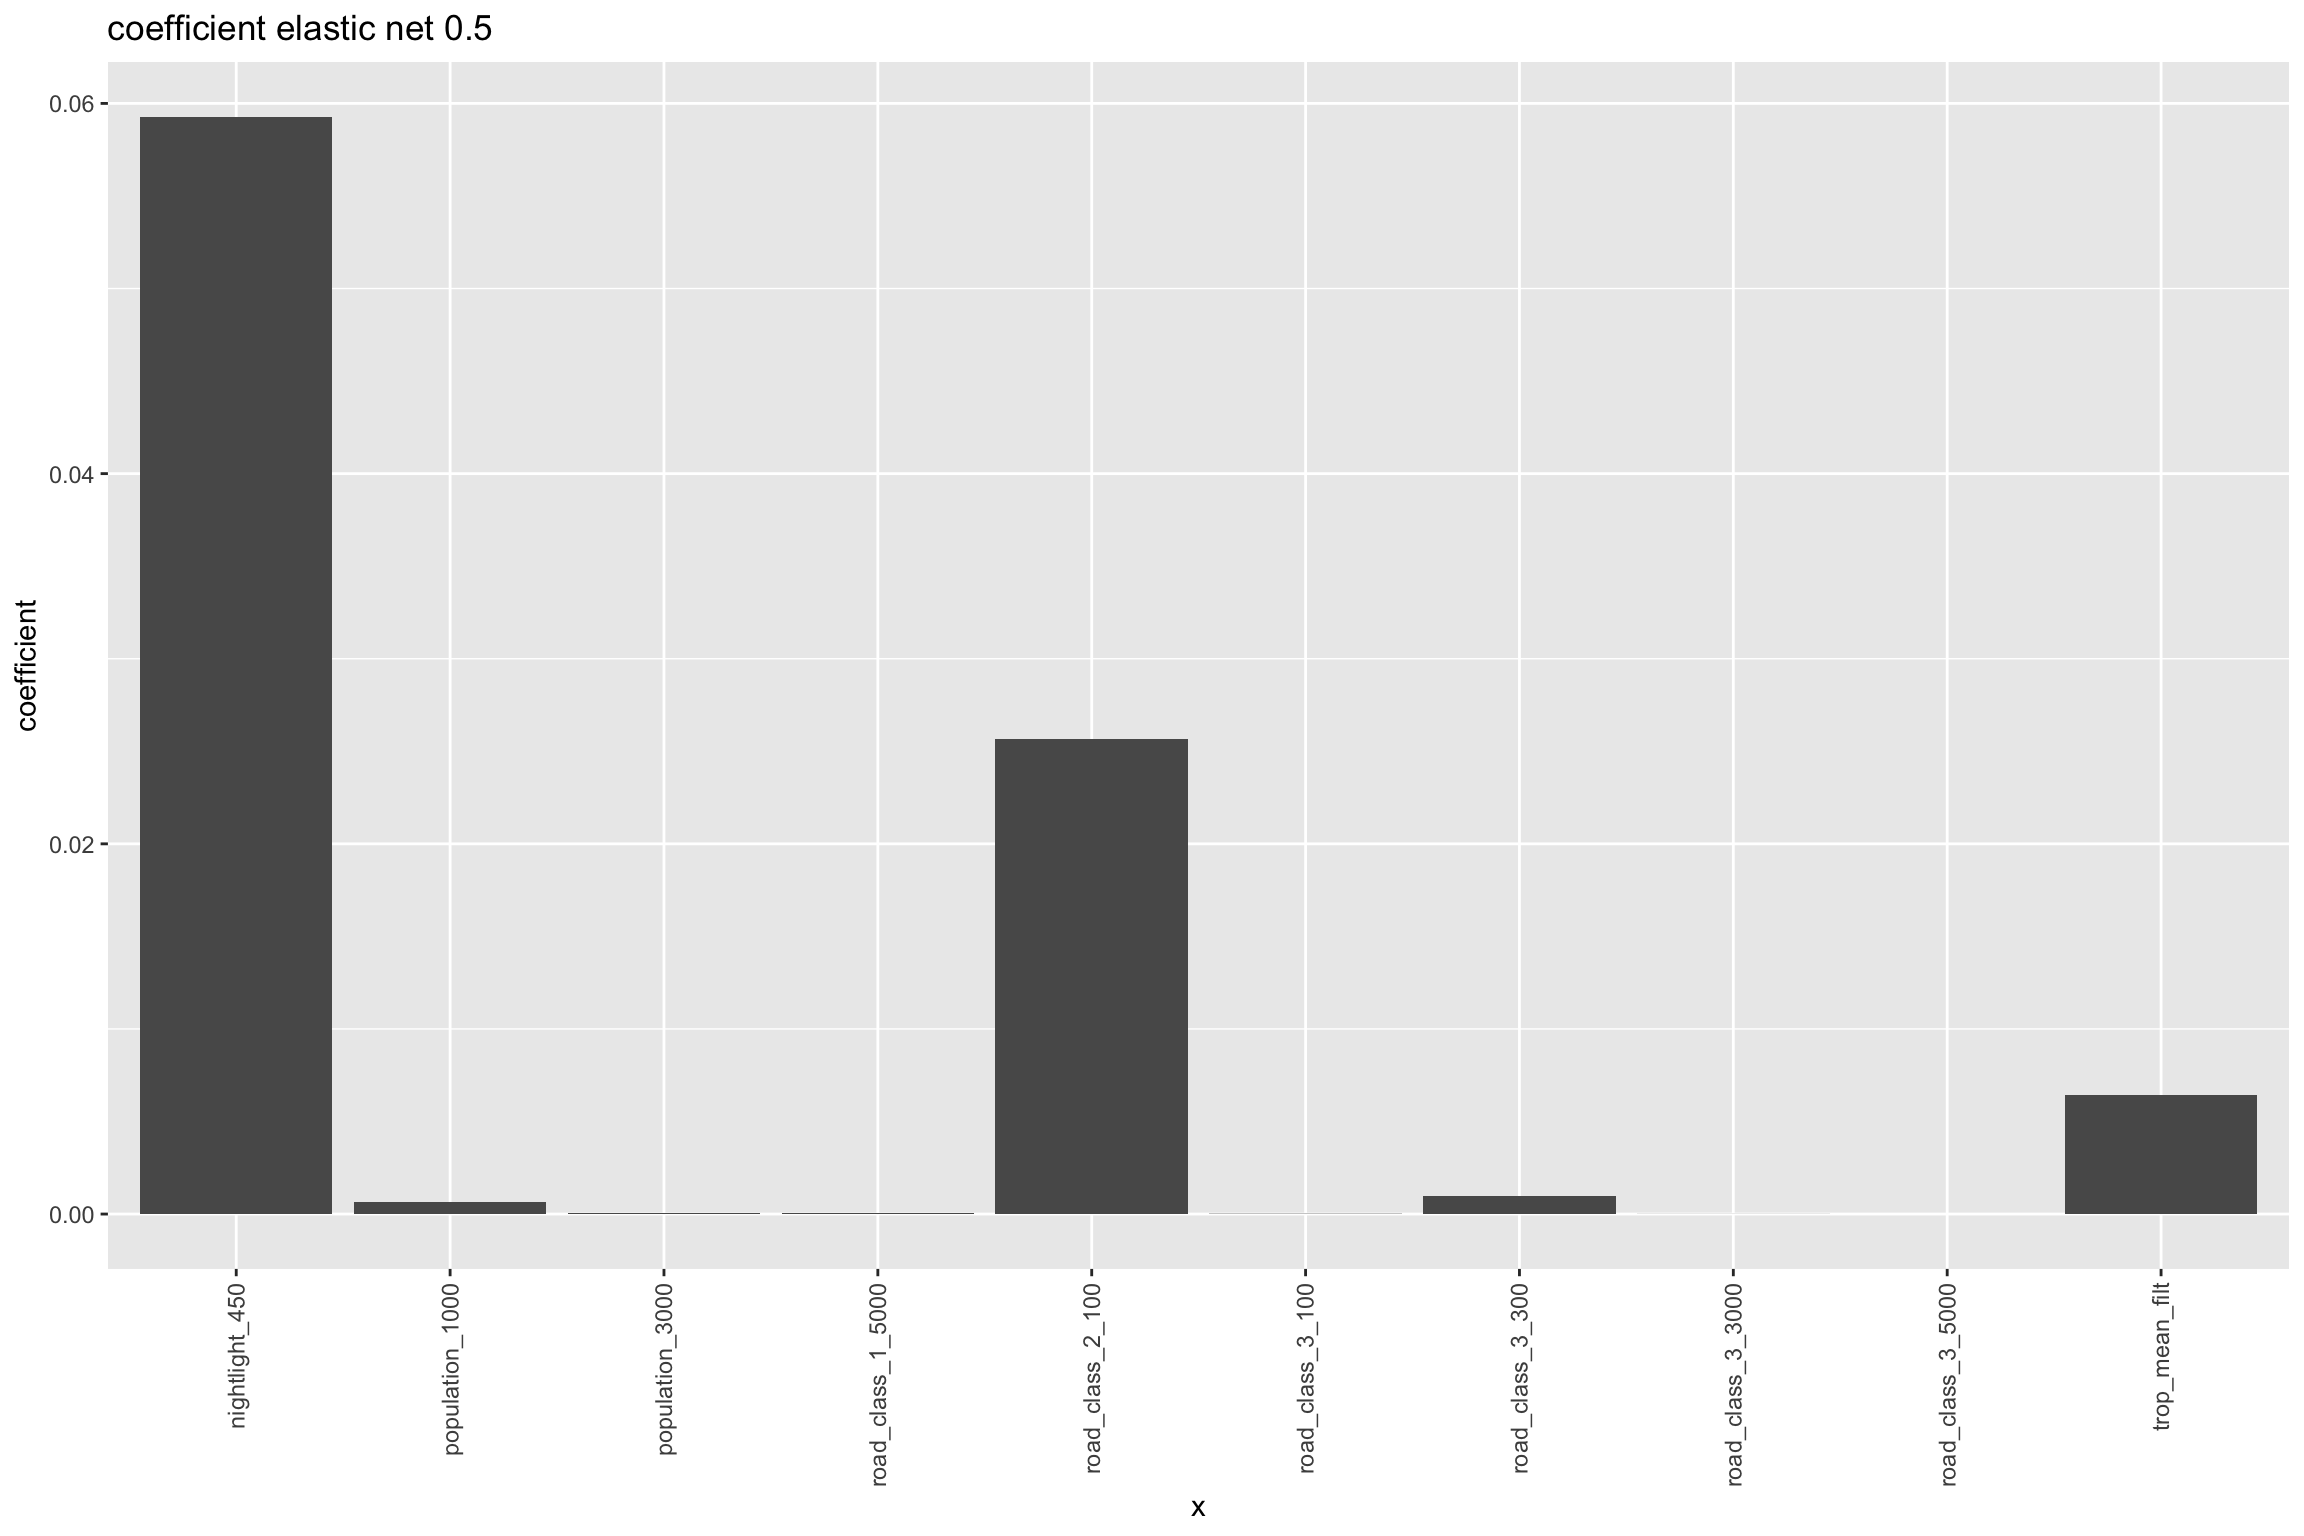 coefficient elastic net 0.5
coefficient
0.06
0.04
0.02
0.00
nightlight_450
population_1000
population_3000
road_class_1_5000
road_class_2_100
road_class_3_100
road_class_3_300
road_class_3_3000
road_class_3_5000
trop_mean_filt
x